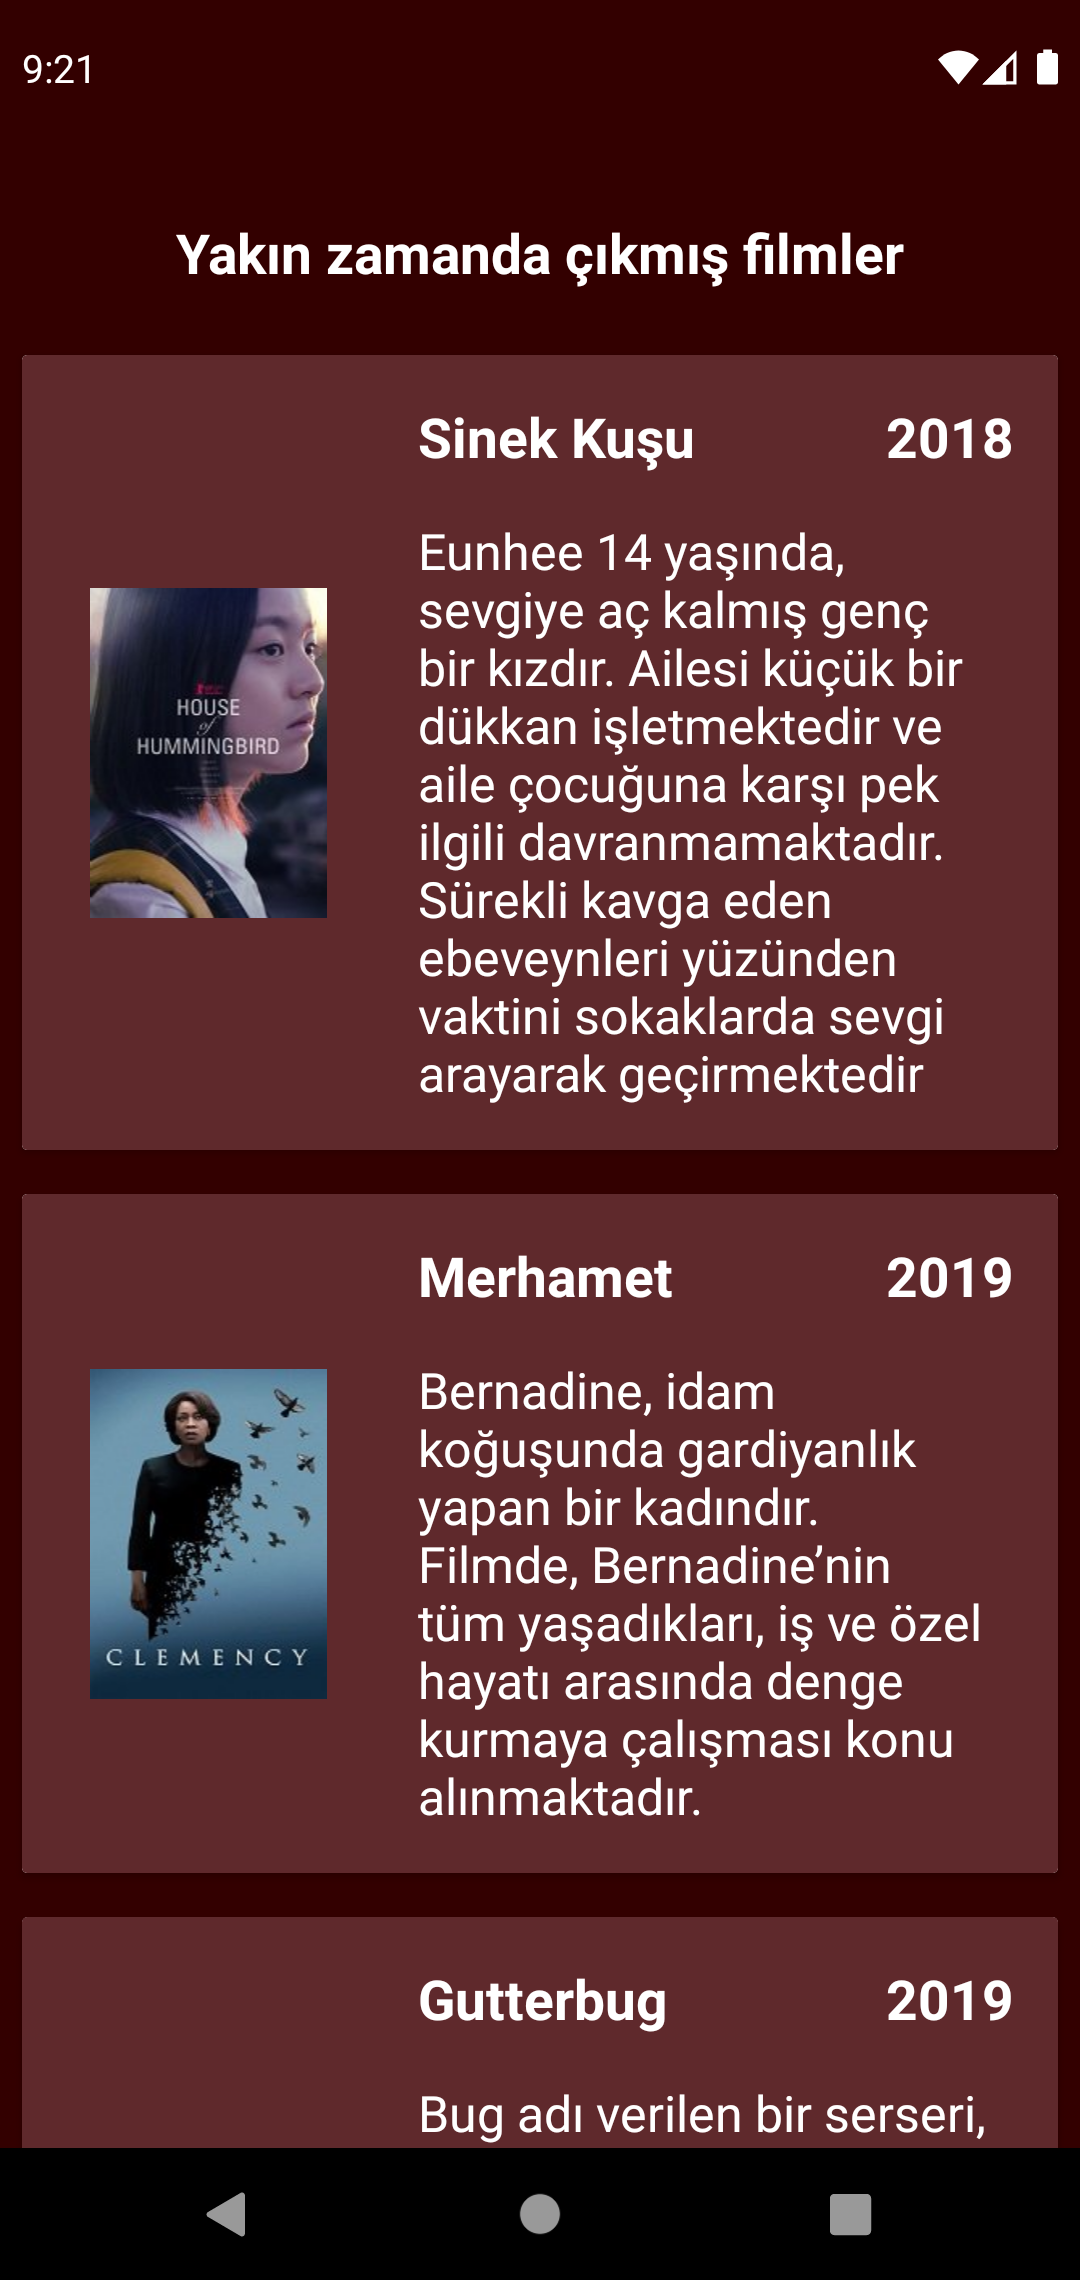 9:21
Yakın zamanda çıkmış filmler
Sinek Kuşu 2018
Eunhee 14 yaşında,
sevgiye aç kalmış genç
bir kızdır. Ailesi küçük bir
dükkan işletmektedir ve
aile çocuğuna karşı pek
ilgili davranmamaktadır.
Sürekli kavga eden
ebeveynleri yüzünden
vaktini sokaklarda sevgi
arayarak geçirmektedir
HOUSE
of
HUMMINGBIRD
Merhamet 2019
Bernadine, idam
koğuşunda gardiyanlık
yapan bir kadındır.
Filmde, Bernadine’nin
tüm yaşadıkları, iş ve özel
hayatı arasında denge
kurmaya çalışması konu
alınmaktadır.
CLEMENCY
Gutterbug 2019
Bug adı verilen bir serseri,